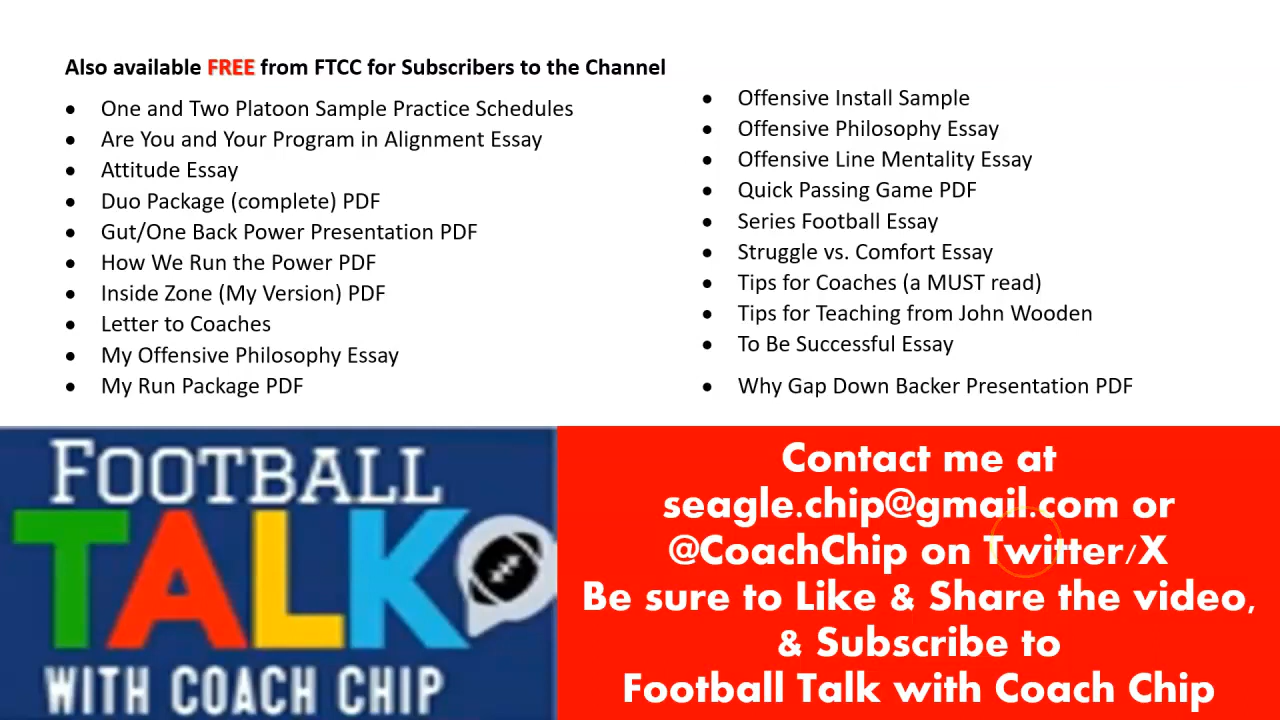 Also available FREE from FTCC for Subscribers to the Channel
• One and Two Platoon Sample Practice Schedules
• Are You and Your Program in Alignment Essay
• Attitude Essay
• Duo Package (complete) PDF
• Gut/One Back Power Presentation PDF
• How We Run the Power PDF
• Inside Zone (My Version) PDF
• Letter to Coaches
• My Offensive Philosophy Essay
• My Run Package PDF
• Offensive Install Sample
• Offensive Philosophy Essay
• Offensive Line Mentality Essay
• Quick Passing Game PDF
• Series Football Essay
• Struggle vs. Comfort Essay
• Tips for Coaches (a MUST read)
• Tips for Teaching from John Wooden
• To Be Successful Essay
• Why Gap Down Backer Presentation PDF
FOOTBALL
TALK
WITH COACH CHIP
Contact me at
seagle.chip@gmail.com or
@CoachChip on Twitter/X
Be sure to Like & Share the video,
& Subscribe to
Football Talk with Coach Chip